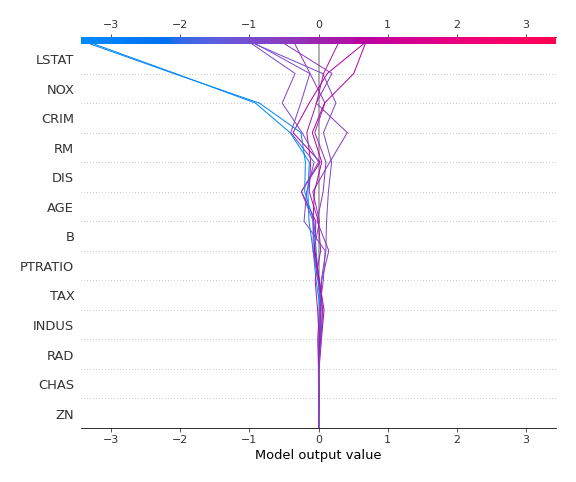 −3 −2 −1 0 1 2 3
LSTAT
NOX
CRIM
RM
DIS
AGE
B
PTRATIO
TAX
INDUS
RAD
CHAS
ZN
−3 −2 −1 0 1 2 3
Model output value